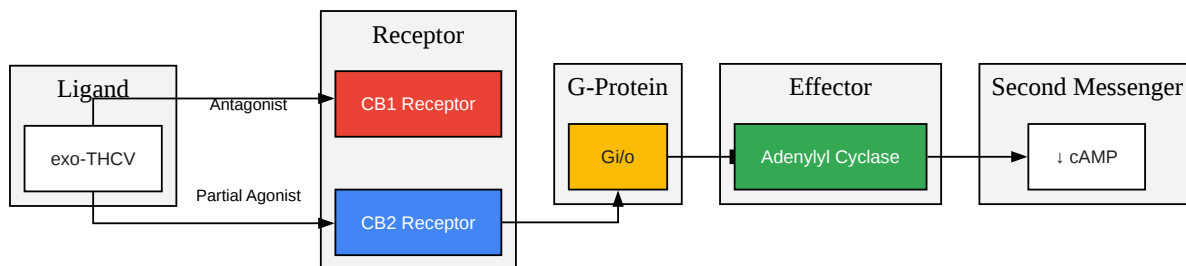 Ligand
exo-THCV
Antagonist
Partial Agonist
Receptor
CB1 Receptor
CB2 Receptor
G-Protein
Gi/o
Effector
Adenylyl Cyclase
Second Messenger
↓ cAMP